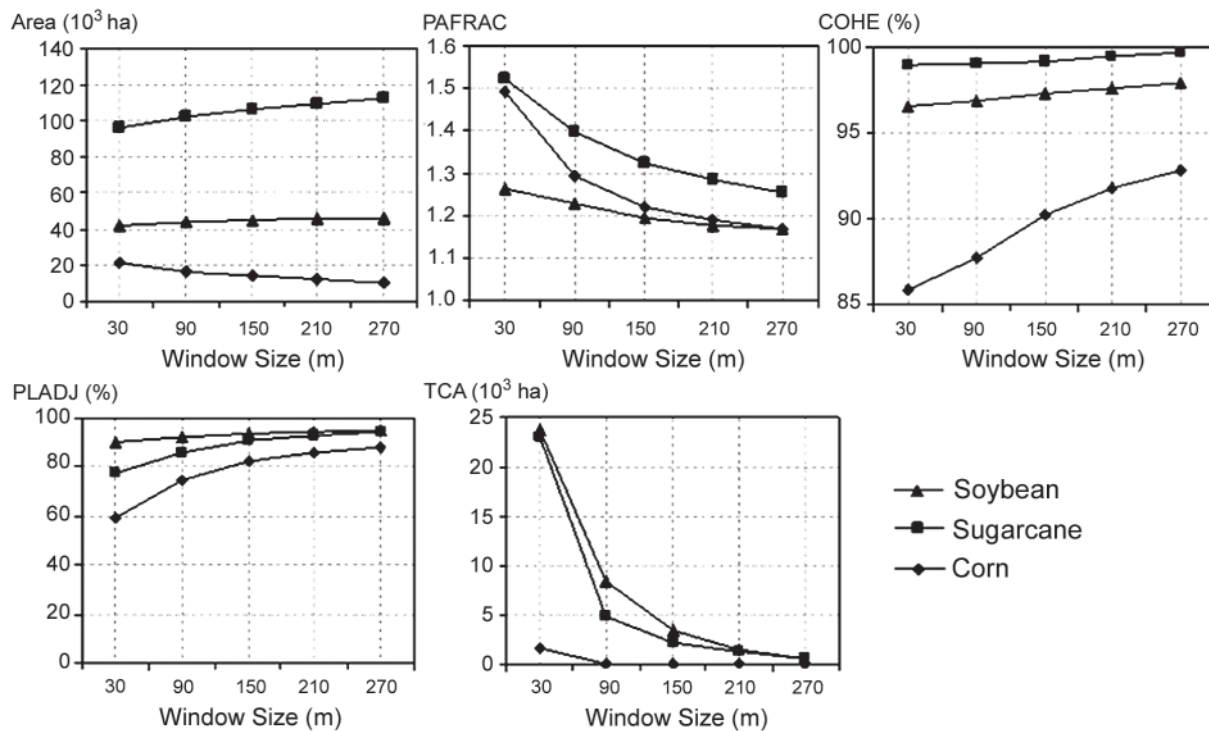 Area (10³ ha)
140
120
100
80
60
40
20
0
30 90 150 210 270
Window Size (m)
PAFRAC
1.6
1.5
1.4
1.3
1.2
1.1
1.0
30 90 150 210 270
Window Size (m)
COHE (%)
100
95
90
85
30 90 150 210 270
Window Size (m)
PLADJ (%)
100
80
60
40
20
0
30 90 150 210 270
Window Size (m)
TCA (10³ ha)
25
20
15
10
5
0
30 90 150 210 270
Window Size (m)
Soybean
Sugarcane
Corn